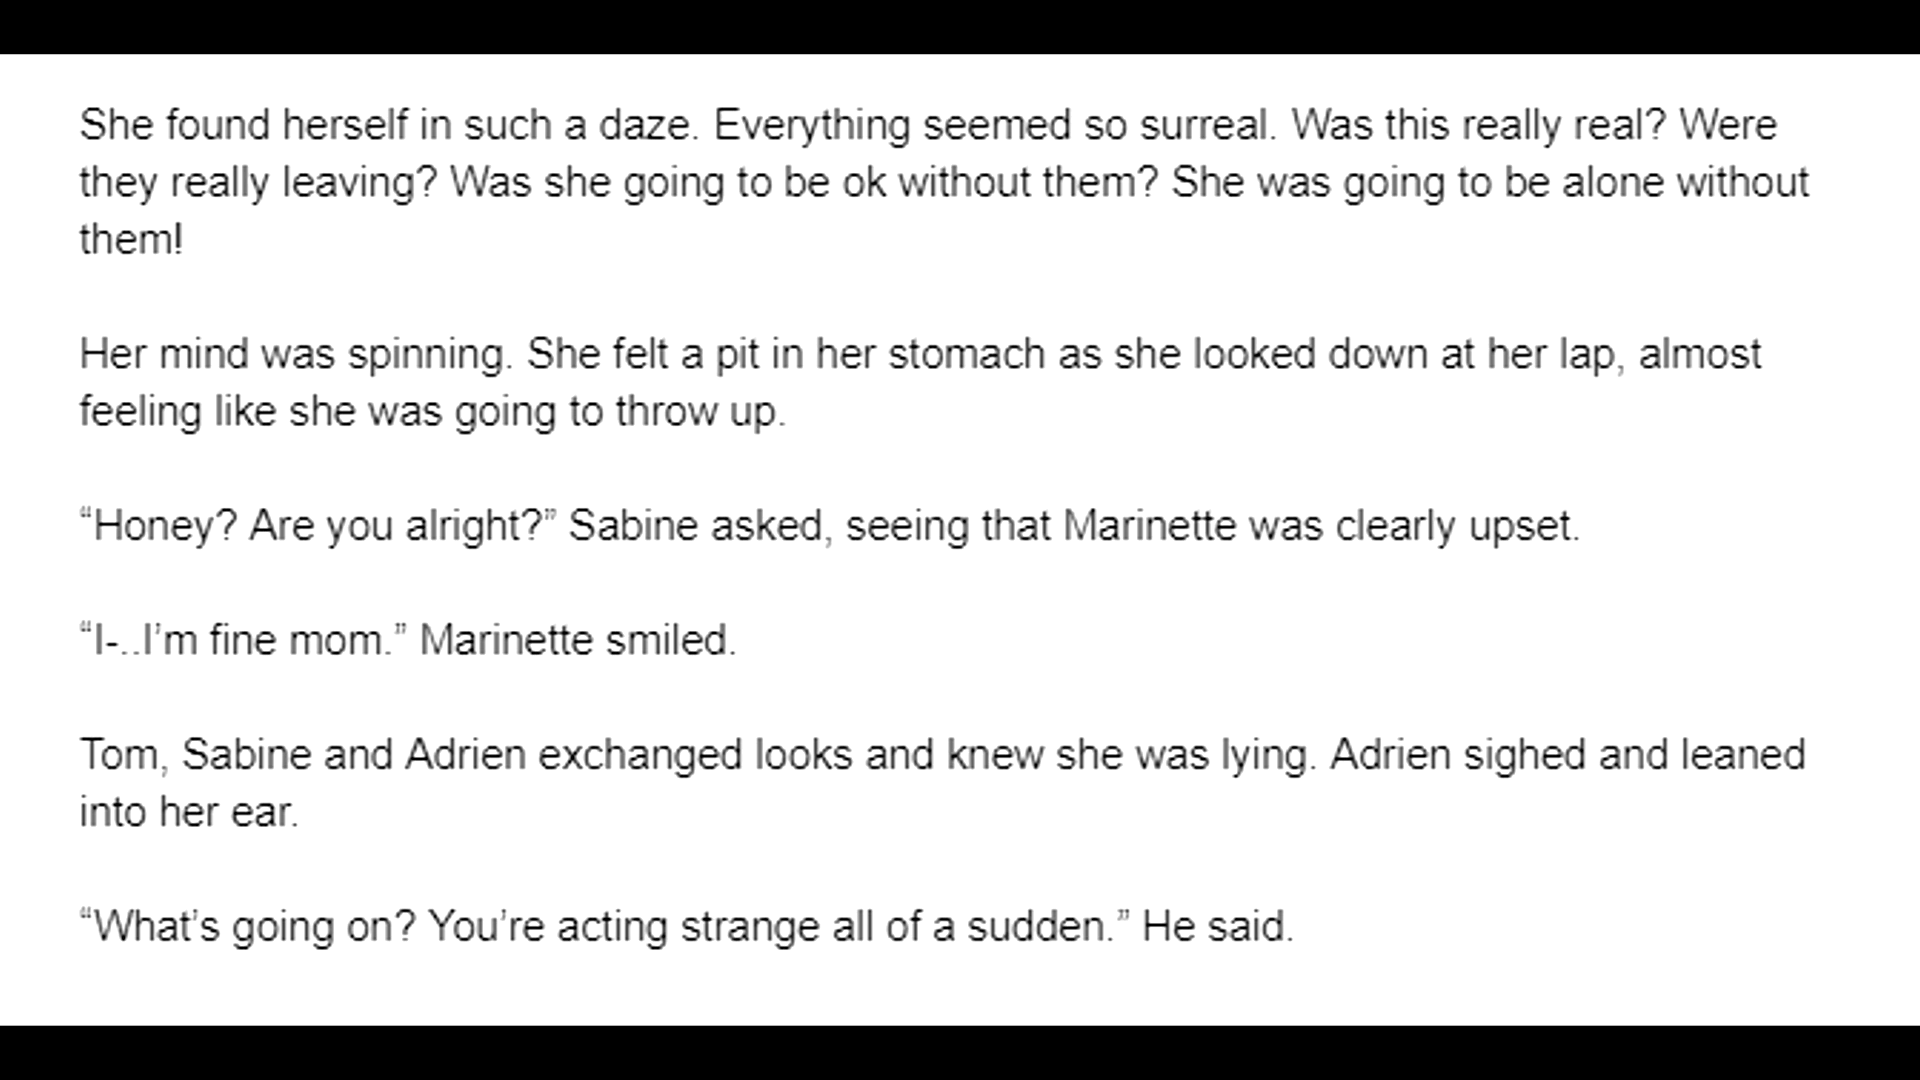 She found herself in such a daze. Everything seemed so surreal. Was this really real? Were
they really leaving? Was she going to be ok without them? She was going to be alone without
them!
Her mind was spinning. She felt a pit in her stomach as she looked down at her lap, almost
feeling like she was going to throw up.
“Honey? Are you alright?” Sabine asked, seeing that Marinette was clearly upset.
“I-..I’m fine mom.” Marinette smiled.
Tom, Sabine and Adrien exchanged looks and knew she was lying. Adrien sighed and leaned
into her ear.
“What’s going on? You’re acting strange all of a sudden.” He said.